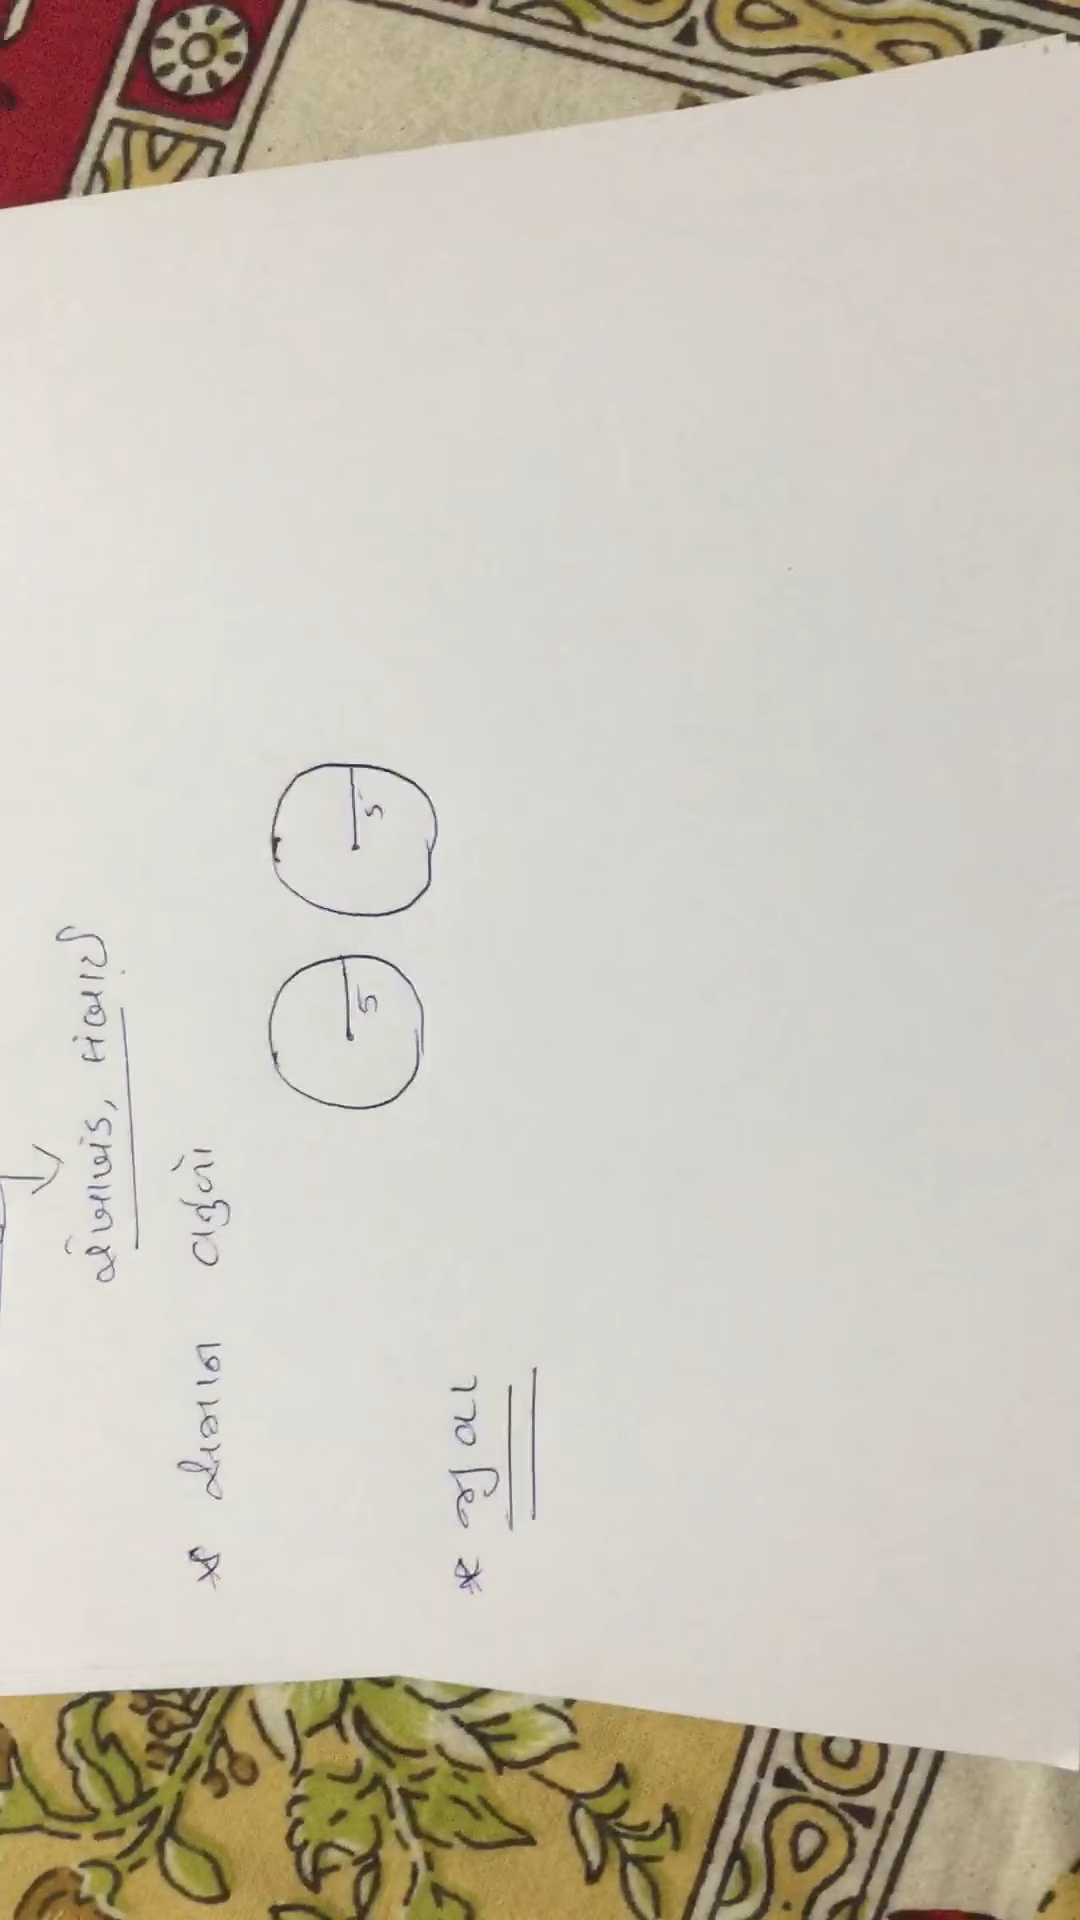 રેખાખંડ, રેખાઓ
* સમાન વર્તુળો
5 5
* જીવા